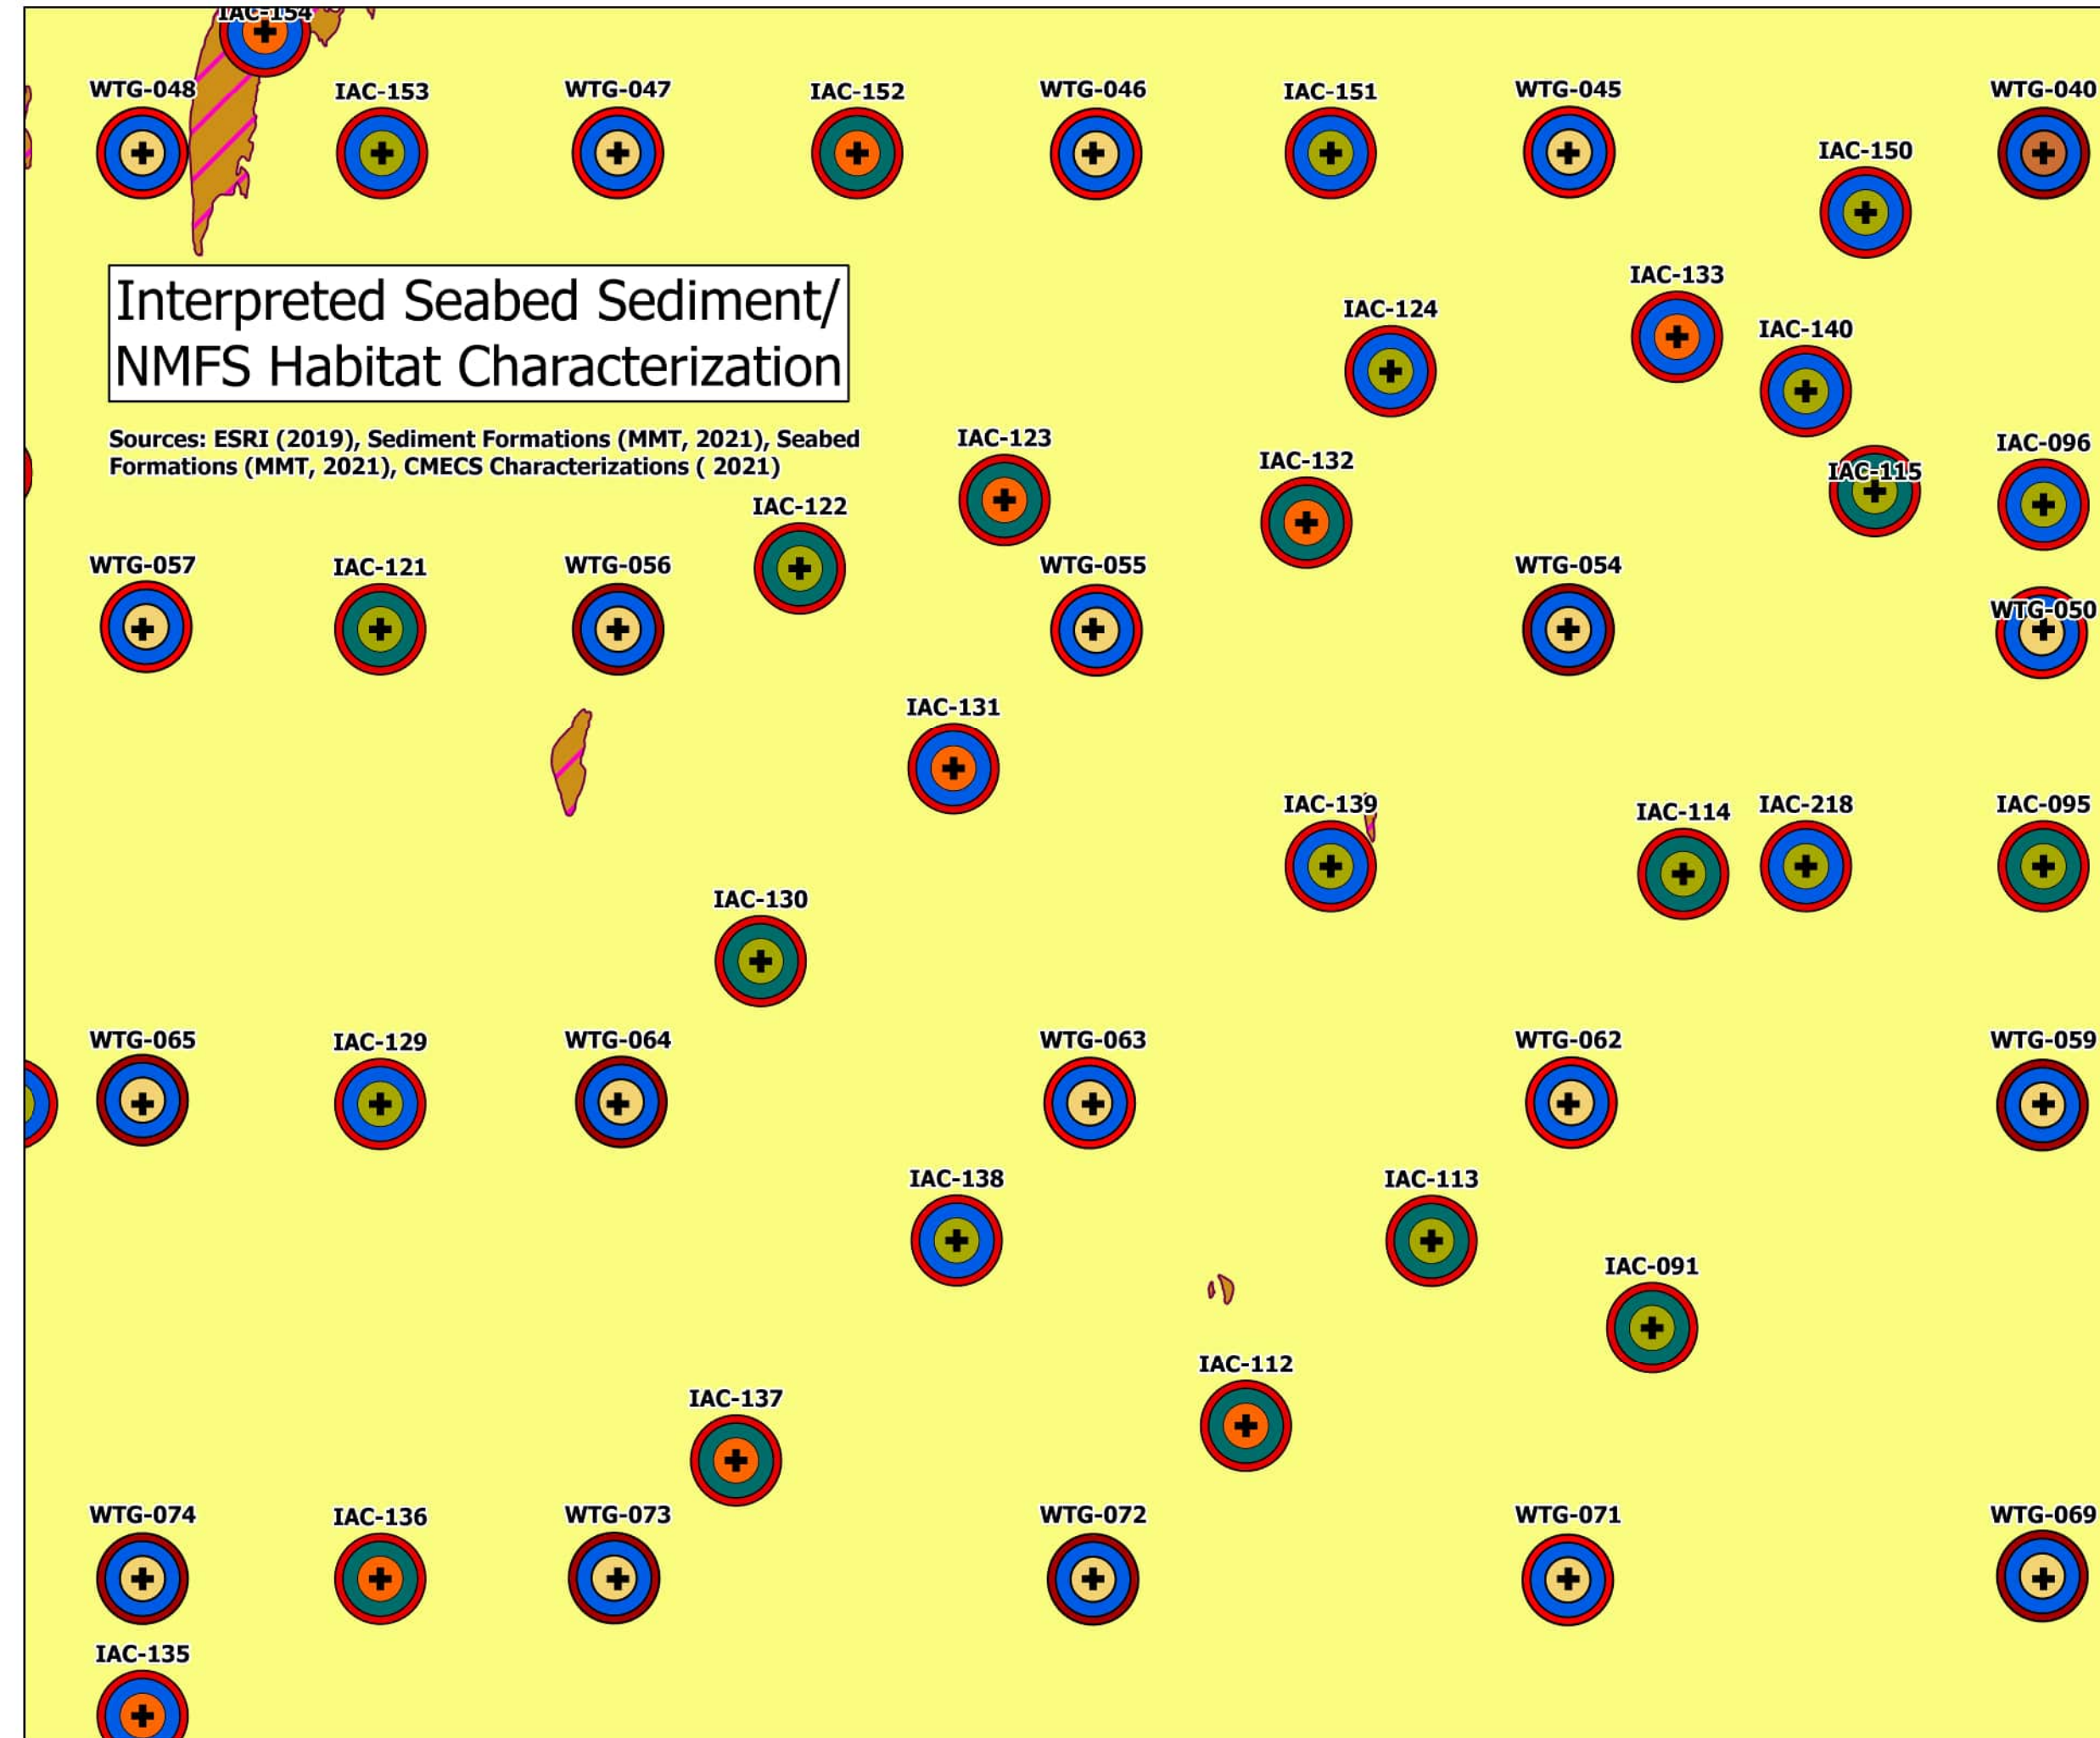 IAC-154
WTG-048
IAC-153
WTG-047
IAC-152
WTG-046
IAC-151
WTG-045
WTG-040
IAC-150
Interpreted Seabed Sediment/
NMFS Habitat Characterization
IAC-133
IAC-124
IAC-140
Sources: ESRI (2019), Sediment Formations (MMT, 2021), Seabed
Formations (MMT, 2021), CMECS Characterizations ( 2021)
IAC-123
IAC-132
IAC-096
IAC-115
IAC-122
WTG-057
IAC-121
WTG-056
WTG-055
WTG-054
WTG-050
IAC-131
IAC-139
IAC-114
IAC-218
IAC-095
IAC-130
WTG-065
IAC-129
WTG-064
WTG-063
WTG-062
WTG-059
IAC-138
IAC-113
IAC-091
IAC-112
IAC-137
WTG-074
IAC-136
WTG-073
WTG-072
WTG-071
WTG-069
IAC-135